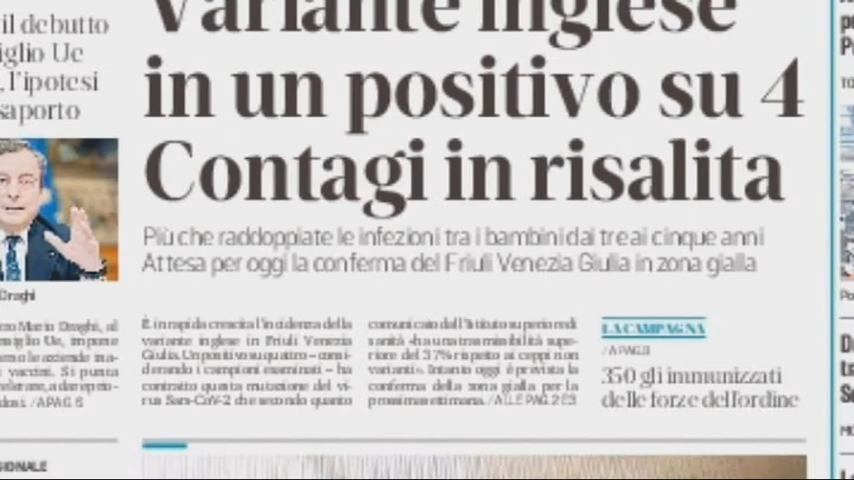 il debutto
iglio Ue
, l'ipotesi
saporto
Draghi
Mario Draghi, al
nsiglio Ue, impone
le aziende ina-
vaccini. Si punta
/ A PAG. 6
SIONALE
Variante inglese
in un positivo su 4
Contagi in risalita
Più che raddoppiate le infezioni tra i bambini dai tre ai cinque anni
Attesa per oggi la conferma del Friuli Venezia Giulia in zona gialla
È in rapida crescita l'incidenza della
variante inglese in Friuli Venezia
Giulia. Un positivo su quattro – consi-
derando i campioni esaminati – ha
contratto questa mutazione del vi-
rus Sars-CoV-2 che secondo quanto
comunicato dall'Istituto superiore di
sanità «ha una trasmissibilità supe-
riore del 37% rispetto ai ceppi non
varianti». Intanto oggi è prevista la
conferma della zona gialla per la
prossima settimana. / ALLE PAG. 2 E 3
LA CAMPAGNA
/ A PAG. 3
350 gli immunizzati
delle forze dell'ordine